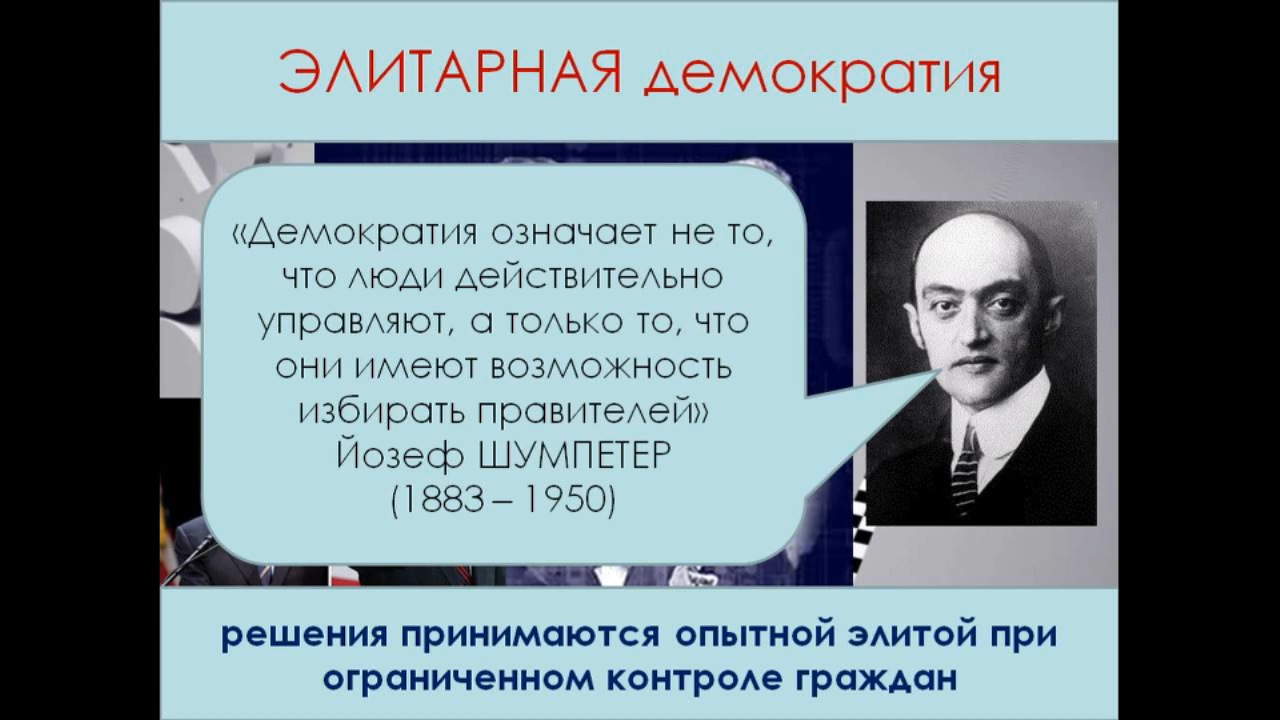 ЭЛИТАРНАЯ демократия
«Демократия означает не то,
что люди действительно
управляют, а только то, что
они имеют возможность
избирать правителей»
Йозеф ШУМПЕТЕР
(1883 – 1950)
решения принимаются опытной элитой при
ограниченном контроле граждан